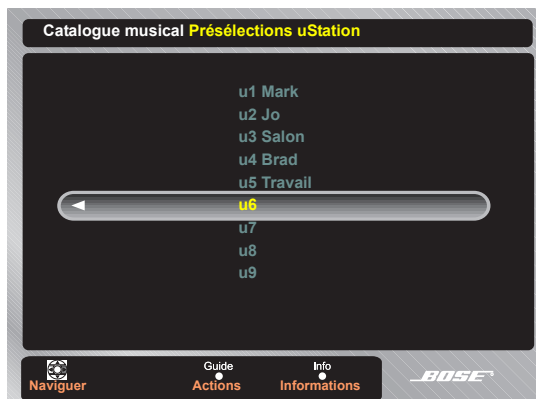 Catalogue musical Présélections uStation
u1 Mark
u2 Jo
u3 Salon
u4 Brad
u5 Travail
u6
u7
u8
u9
Guide Info
Naviguer Actions Informations
BOSE